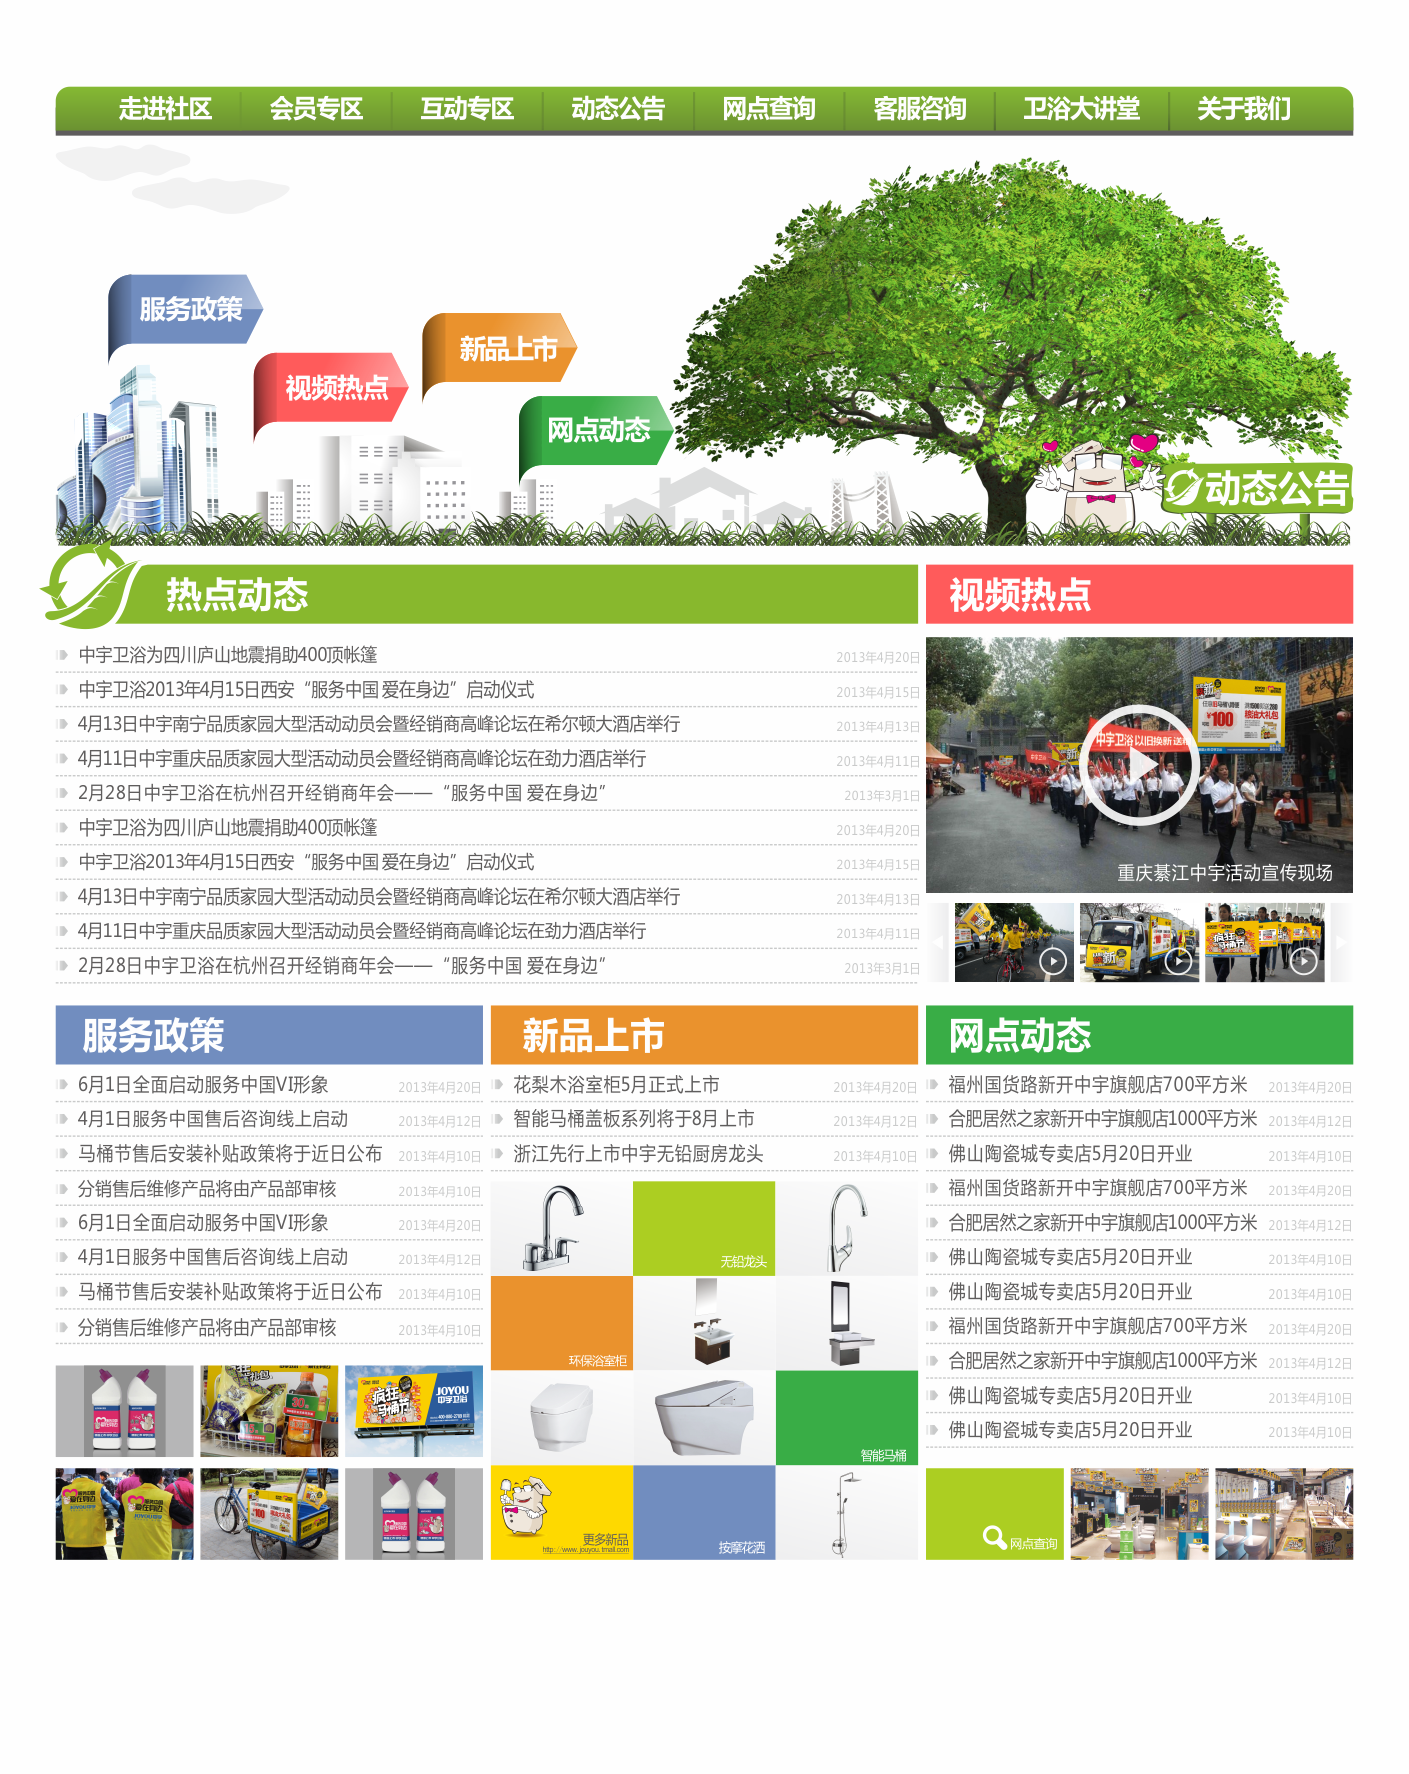 走进社区
会员专区
互动专区
动态公告
网点查询
客服咨询
卫浴大讲堂
关于我们
服务政策
视频热点
新品上市
网点动态
动态公告
热点动态
中宇卫浴为四川庐山地震捐助400顶帐篷 2013年4月20日
中宇卫浴2013年4月15日西安“服务中国 爱在身边”启动仪式 2013年4月15日
4月13日中宇南宁品质家园大型活动动员会暨经销商高峰论坛在希尔顿大酒店举行 2013年4月13日
4月11日中宇重庆品质家园大型活动动员会暨经销商高峰论坛在劲力酒店举行 2013年4月11日
2月28日中宇卫浴在杭州召开经销商年会——“服务中国 爱在身边” 2013年3月1日
中宇卫浴为四川庐山地震捐助400顶帐篷 2013年4月20日
中宇卫浴2013年4月15日西安“服务中国 爱在身边”启动仪式 2013年4月15日
4月13日中宇南宁品质家园大型活动动员会暨经销商高峰论坛在希尔顿大酒店举行 2013年4月13日
4月11日中宇重庆品质家园大型活动动员会暨经销商高峰论坛在劲力酒店举行 2013年4月11日
2月28日中宇卫浴在杭州召开经销商年会——“服务中国 爱在身边” 2013年3月1日
视频热点
¥100
中宇卫浴 以旧换新 送
重庆綦江中宇活动宣传现场
疯狂
马桶节
服务政策
6月1日全面启动服务中国VI形象 2013年4月20日
4月1日服务中国售后咨询线上启动 2013年4月12日
马桶节售后安装补贴政策将于近日公布 2013年4月10日
分销售后维修产品将由产品部审核 2013年4月10日
6月1日全面启动服务中国VI形象 2013年4月20日
4月1日服务中国售后咨询线上启动 2013年4月12日
马桶节售后安装补贴政策将于近日公布 2013年4月10日
分销售后维修产品将由产品部审核 2013年4月10日
疯狂
马桶节
JOYOU
中宇卫浴
爱在身边
爱在身边
新品上市
花梨木浴室柜5月正式上市 2013年4月20日
智能马桶盖板系列将于8月上市 2013年4月12日
浙江先行上市中宇无铅厨房龙头 2013年4月10日
无铅龙头
环保浴室柜
智能马桶
更多新品
http://www.jouyou.tmall.com
按摩花洒
网点动态
福州国货路新开中宇旗舰店700平方米 2013年4月20日
合肥居然之家新开中宇旗舰店1000平方米 2013年4月12日
佛山陶瓷城专卖店5月20日开业 2013年4月10日
福州国货路新开中宇旗舰店700平方米 2013年4月20日
合肥居然之家新开中宇旗舰店1000平方米 2013年4月12日
佛山陶瓷城专卖店5月20日开业 2013年4月10日
佛山陶瓷城专卖店5月20日开业 2013年4月10日
福州国货路新开中宇旗舰店700平方米 2013年4月20日
合肥居然之家新开中宇旗舰店1000平方米 2013年4月12日
佛山陶瓷城专卖店5月20日开业 2013年4月10日
佛山陶瓷城专卖店5月20日开业 2013年4月10日
网点查询